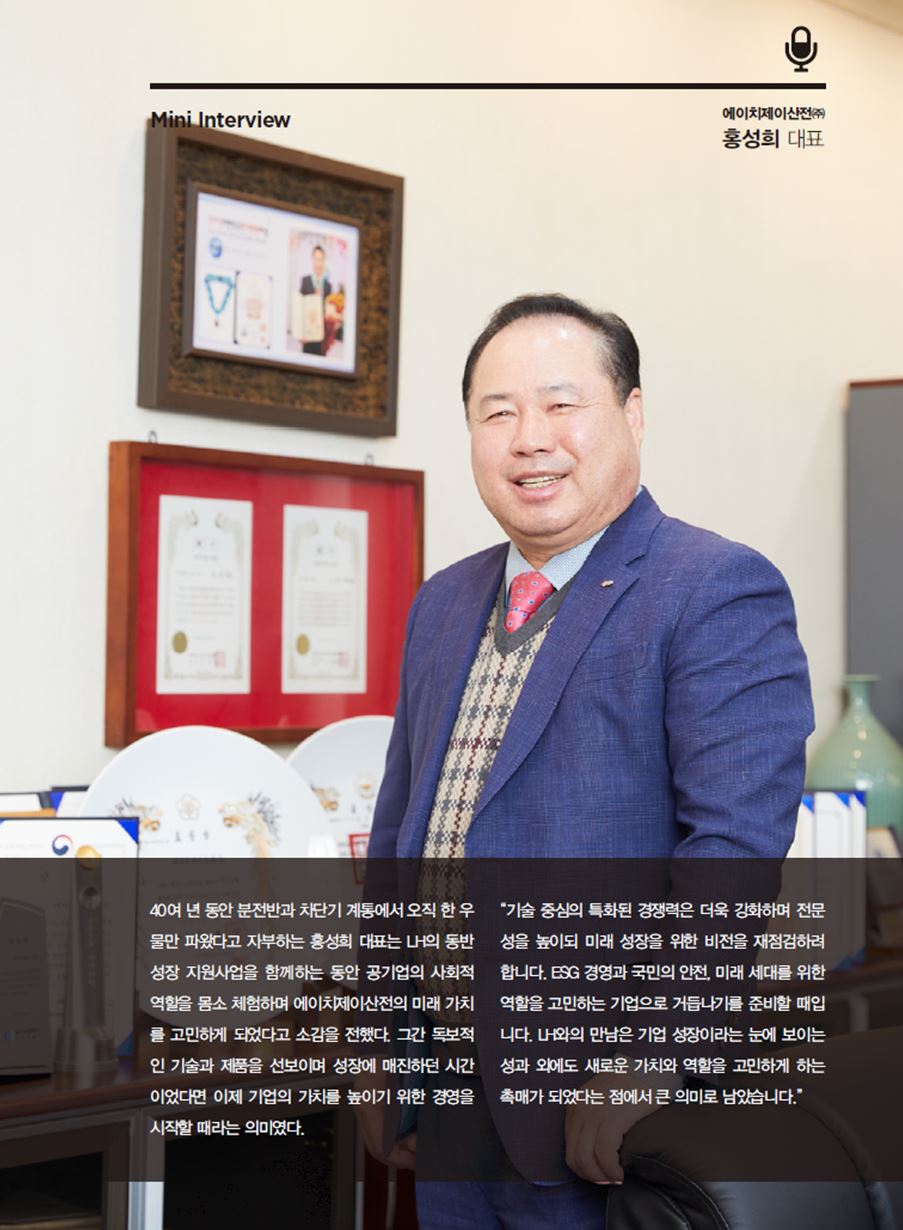 Mini Interview
에이치제이산전㈜
홍성희 대표
40여 년 동안 분전반과 차단기 계통에서 오직 한 우
물만 파왔다고 자부하는 홍성희 대표는 LH의 동반
성장 지원사업을 함께하는 동안 공기업의 사회적
역할을 몸소 체험하며 에이치제이산전의 미래 가치
를 고민하게 되었다고 소감을 전했다. 그간 독보적
인 기술과 제품을 선보이며 성장에 매진하던 시간
이었다면 이제 기업의 가치를 높이기 위한 경영을
시작할 때라는 의미였다.
“기술 중심의 특화된 경쟁력은 더욱 강화하며 전문
성을 높이되 미래 성장을 위한 비전을 재점검하려
합니다. ESG 경영과 국민의 안전, 미래 세대를 위한
역할을 고민하는 기업으로 거듭나기를 준비할 때입
니다. LH와의 만남은 기업 성장이라는 눈에 보이는
성과 외에도 새로운 가치와 역할을 고민하게 하는
촉매가 되었다는 점에서 큰 의미로 남았습니다.”